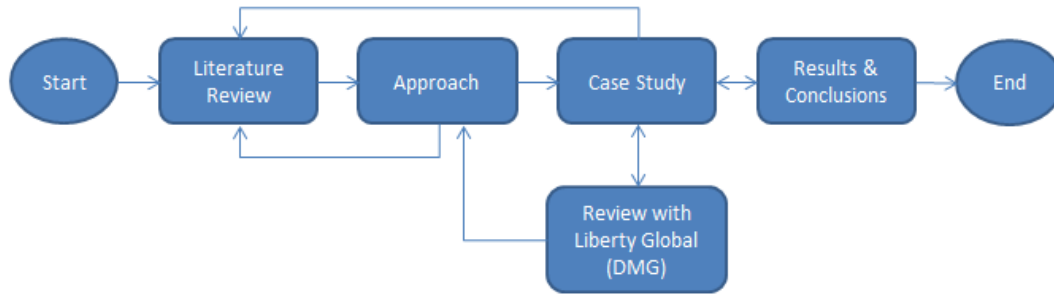 Start
Literature
Review
Approach
Case Study
Results &
Conclusions
End
Review with
Liberty Global
(DMG)